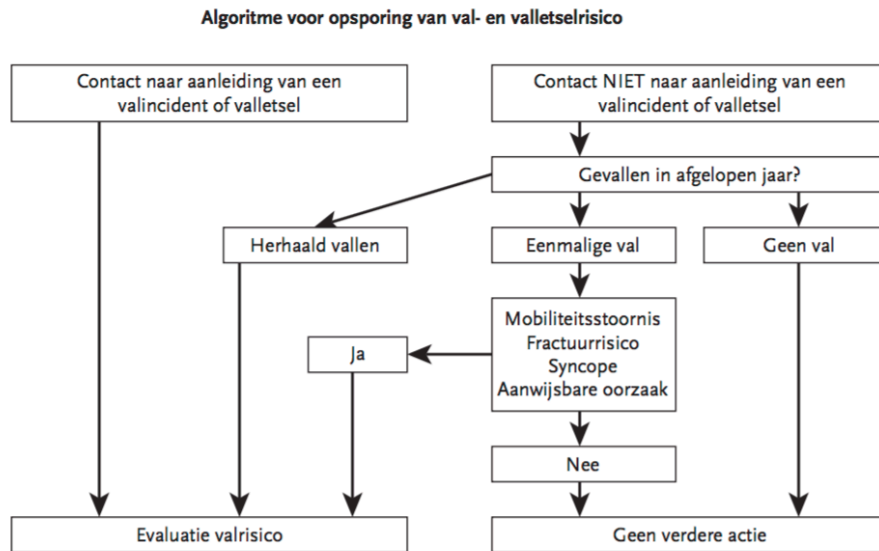 Algoritme voor opsporing van val- en valletselrisico
Contact naar aanleiding van een
valincident of valletsel
Contact NIET naar aanleiding van een
valincident of valletsel
Gevallen in afgelopen jaar?
Herhaald vallen
Eenmalige val
Geen val
Mobiliteitsstoornis
Fractuurrisico
Syncope
Aanwijsbare oorzaak
Ja
Nee
Evaluatie valrisico
Geen verdere actie